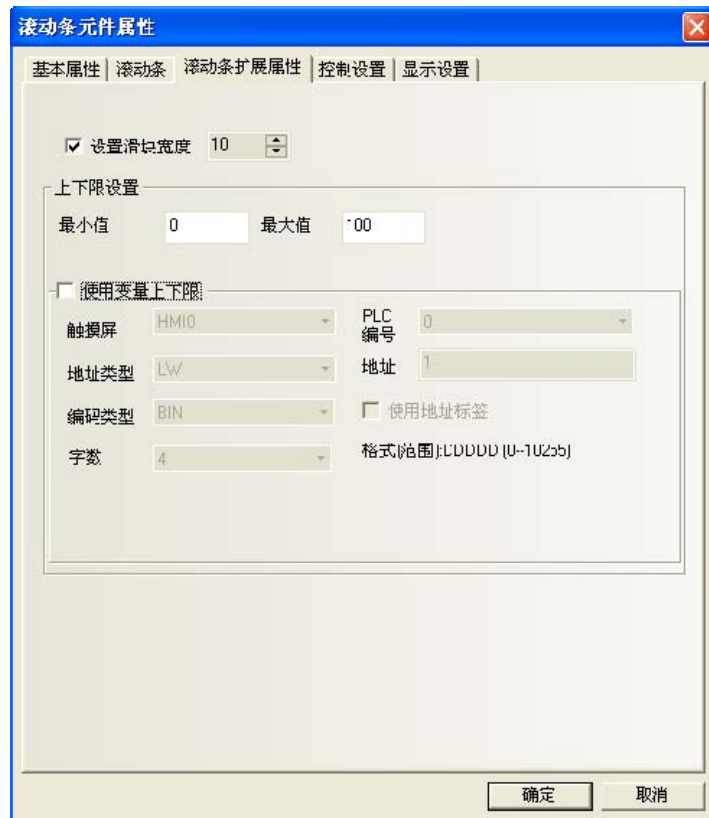 滚动条元件属性
基本属性 滚动条 滚动条扩展属性 控制设置 显示设置
设置滑块宽度 10
上下限设置
最小值 0 最大值 100
使用变量上下限
触摸屏 HMI0 PLC编号 0
地址类型 LW 地址 1
编码类型 BIN 使用地址标签
字数 4 格式(范围):DDDDD (0--10255)
确定 取消